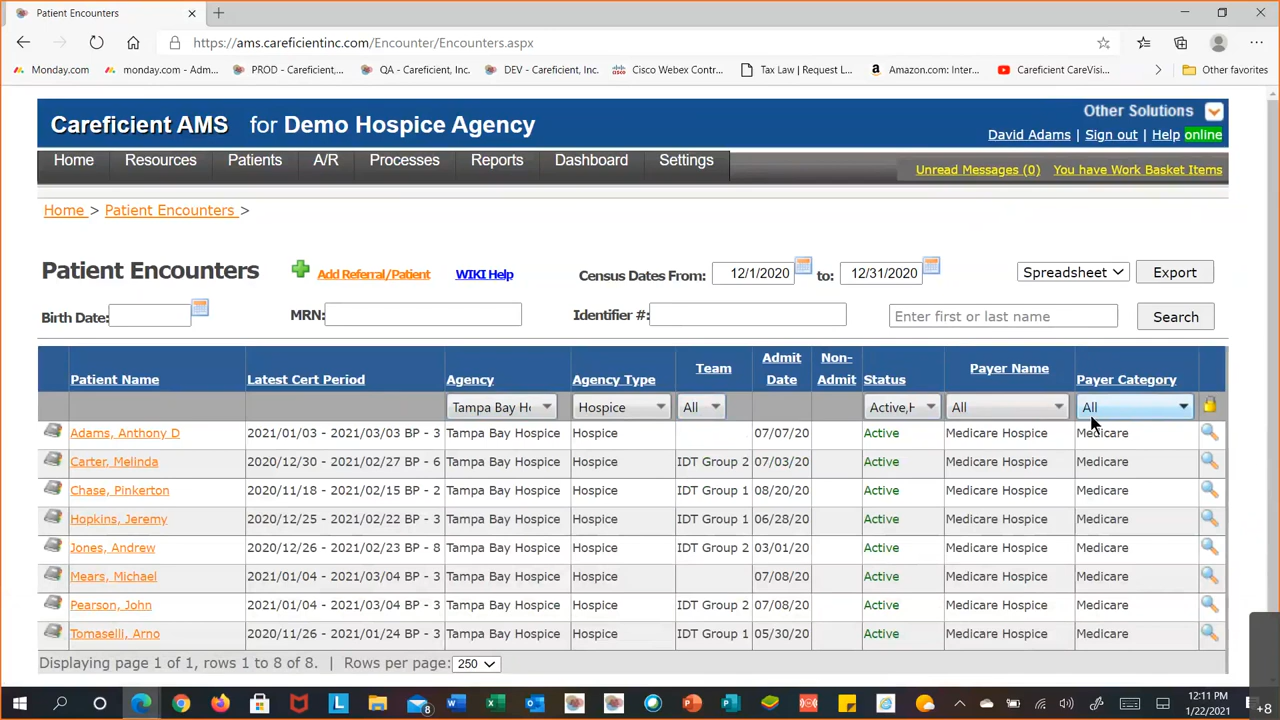 Patient Encounters
https://ams.careficientinc.com/Encounter/Encounters.aspx
Monday.com
monday.com - Adm...
PROD - Careficient,...
QA - Careficient, Inc.
DEV - Careficient, Inc.
Cisco Webex Contr...
Tax Law | Request L...
Amazon.com: Inter...
Careficient CareVisi...
Other favorites
Other Solutions
Careficient AMS for Demo Hospice Agency
David Adams | Sign out | Help online
Home Resources Patients A/R Processes Reports Dashboard Settings
Unread Messages (0) You have Work Basket Items
Home > Patient Encounters >
Patient Encounters Add Referral/Patient WIKI Help Census Dates From: 12/1/2020 to: 12/31/2020 Spreadsheet Export
Birth Date: MRN: Identifier #: Enter first or last name Search
Patient Name Latest Cert Period Agency Agency Type Team Admit Date Non-Admit Status Payer Name Payer Category
Tampa Bay H Hospice All Active,H All All
Adams, Anthony D 2021/01/03 - 2021/03/03 BP - 3 Tampa Bay Hospice Hospice 07/07/20 Active Medicare Hospice Medicare
Carter, Melinda 2020/12/30 - 2021/02/27 BP - 6 Tampa Bay Hospice Hospice IDT Group 2 07/03/20 Active Medicare Hospice Medicare
Chase, Pinkerton 2020/11/18 - 2021/02/15 BP - 2 Tampa Bay Hospice Hospice IDT Group 1 08/20/20 Active Medicare Hospice Medicare
Hopkins, Jeremy 2020/12/25 - 2021/02/22 BP - 3 Tampa Bay Hospice Hospice IDT Group 1 06/28/20 Active Medicare Hospice Medicare
Jones, Andrew 2020/12/26 - 2021/02/23 BP - 8 Tampa Bay Hospice Hospice IDT Group 2 03/01/20 Active Medicare Hospice Medicare
Mears, Michael 2021/01/04 - 2021/03/04 BP - 3 Tampa Bay Hospice Hospice 07/08/20 Active Medicare Hospice Medicare
Pearson, John 2021/01/04 - 2021/03/04 BP - 3 Tampa Bay Hospice Hospice IDT Group 2 07/08/20 Active Medicare Hospice Medicare
Tomaselli, Arno 2020/11/26 - 2021/01/24 BP - 3 Tampa Bay Hospice Hospice IDT Group 1 05/30/20 Active Medicare Hospice Medicare
Displaying page 1 of 1, rows 1 to 8 of 8. | Rows per page: 250
12:11 PM
1/22/2021
+8